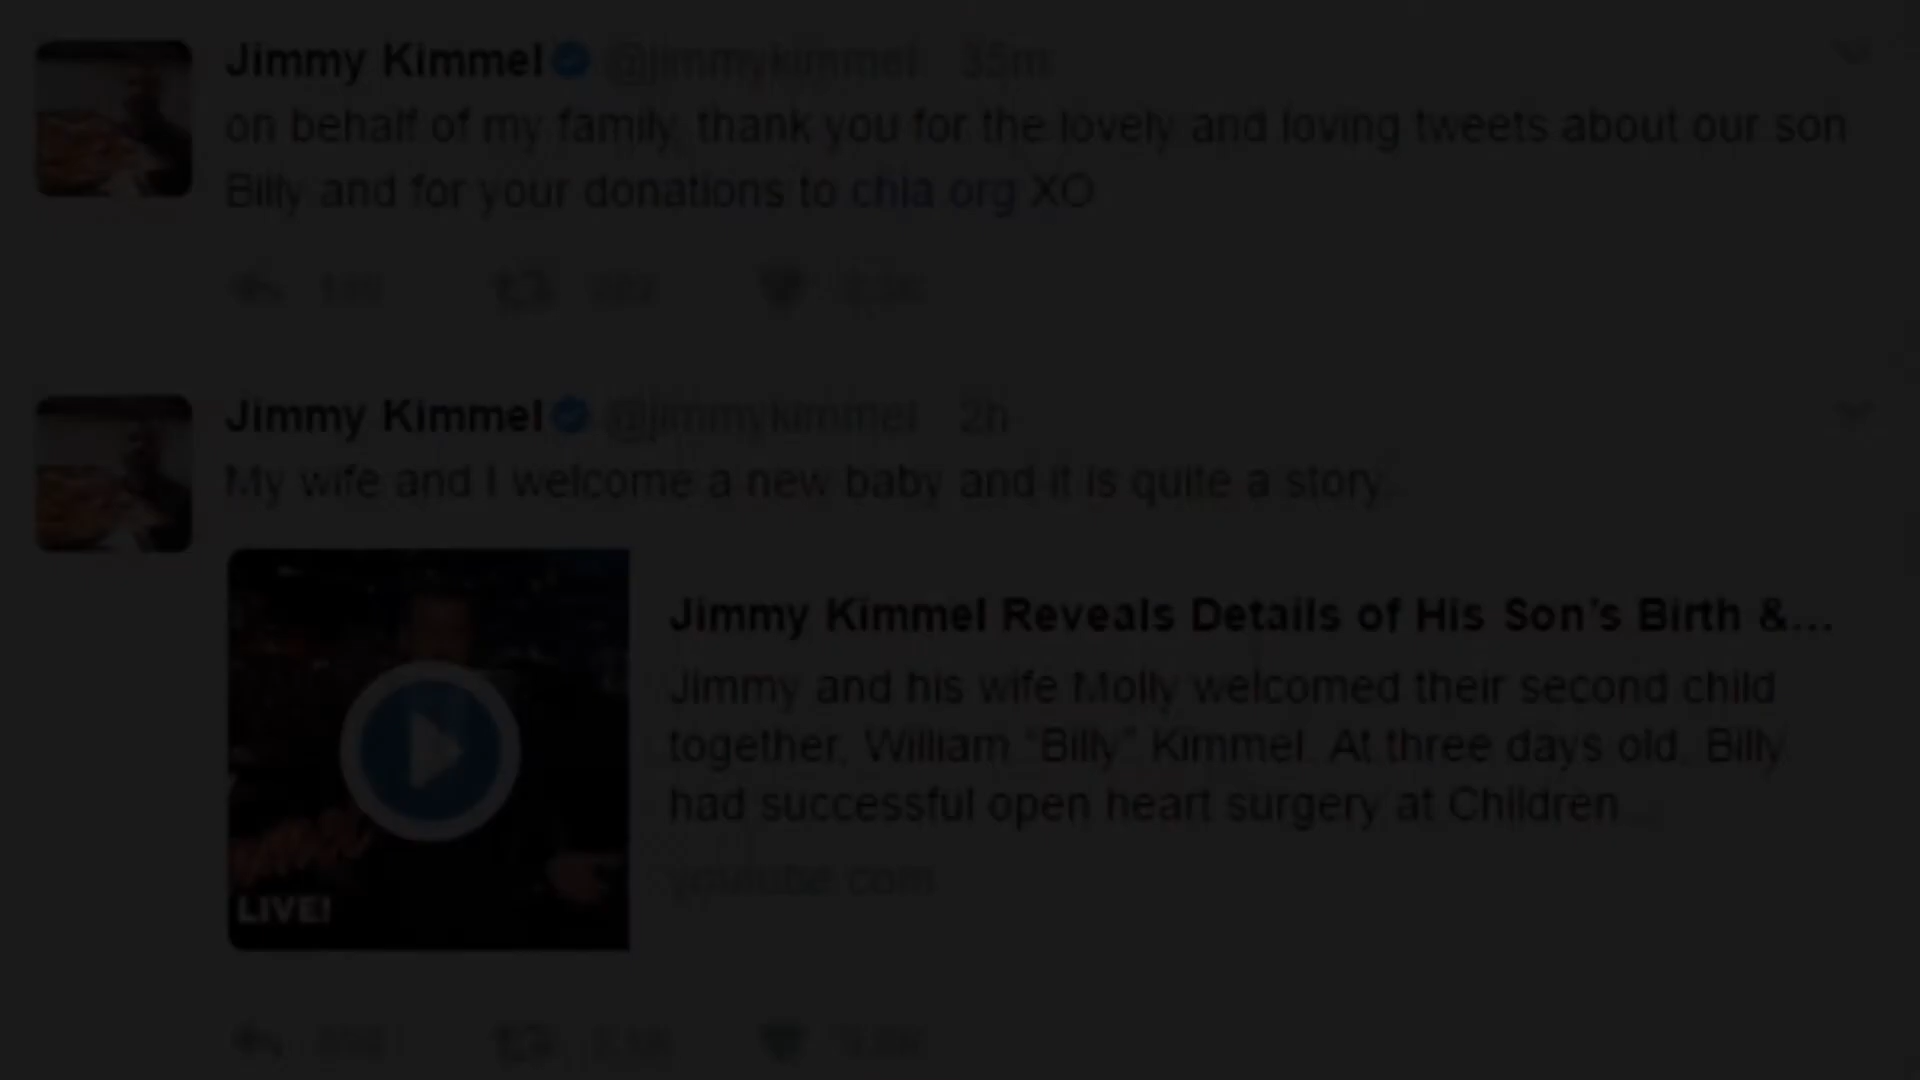 Jimmy Kimmel @jimmykimmel 35m
on behalf of my family, thank you for the lovely and loving tweets about our son
Billy and for your donations to chla.org XO
Jimmy Kimmel @jimmykimmel 2h
My wife and I welcome a new baby and it is quite a story.
LIVE!
Jimmy Kimmel Reveals Details of His Son's Birth &...
Jimmy and his wife Molly welcomed their second child
together, William "Billy" Kimmel. At three days old, Billy
had successful open heart surgery at Children...
youtube.com